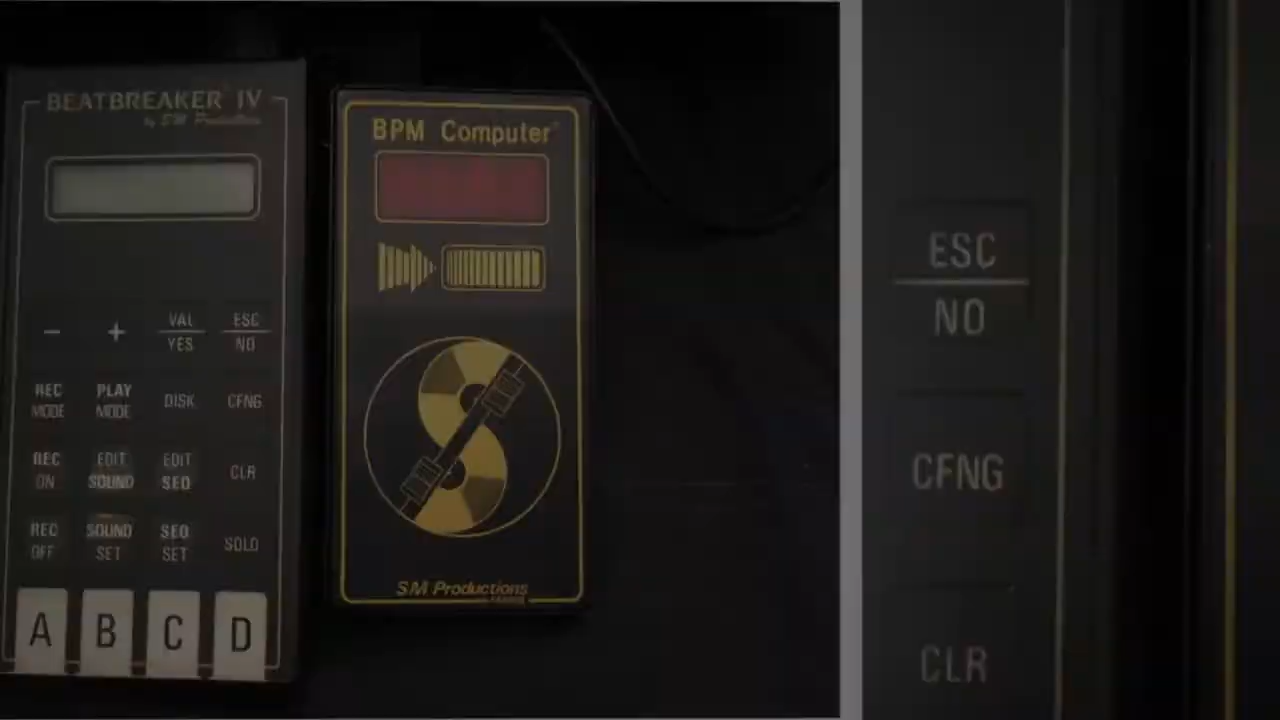 BEATBREAKER IV
by SM Productions
- +
VAL
YES
ESC
NO
REC
MODE
PLAY
MODE
DISK
CFNG
REC
ON
EDIT
SOUND
EDIT
SEQ
CLR
REC
OFF
SOUND
SET
SEQ
SET
SOLO
A B C D
BPM Computer™
SM Productions
ESC
NO
CFNG
CLR